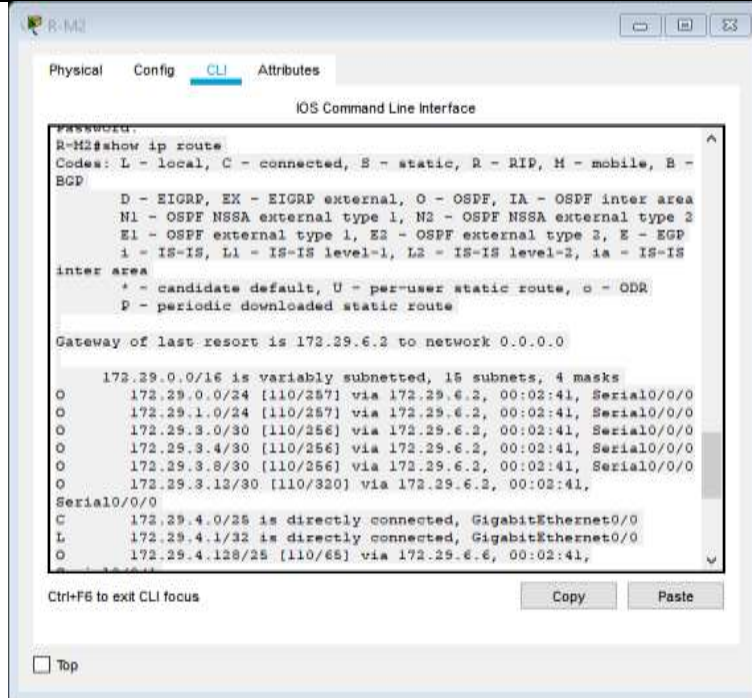 R-M2
Physical Config CLI Attributes
IOS Command Line Interface
Password:
R-M2#show ip route
Codes: L - local, C - connected, S - static, R - RIP, M - mobile, B -
BGP
D - EIGRP, EX - EIGRP external, O - OSPF, IA - OSPF inter area
N1 - OSPF NSSA external type 1, N2 - OSPF NSSA external type 2
E1 - OSPF external type 1, E2 - OSPF external type 2, E - EGP
i - IS-IS, L1 - IS-IS level-1, L2 - IS-IS level-2, ia - IS-IS
inter area
* - candidate default, U - per-user static route, o - ODR
P - periodic downloaded static route
Gateway of last resort is 172.29.6.2 to network 0.0.0.0
172.29.0.0/16 is variably subnetted, 15 subnets, 4 masks
O 172.29.0.0/24 [110/257] via 172.29.6.2, 00:02:41, Serial0/0/0
O 172.29.1.0/24 [110/257] via 172.29.6.2, 00:02:41, Serial0/0/0
O 172.29.3.0/30 [110/256] via 172.29.6.2, 00:02:41, Serial0/0/0
O 172.29.3.4/30 [110/256] via 172.29.6.2, 00:02:41, Serial0/0/0
O 172.29.3.8/30 [110/256] via 172.29.6.2, 00:02:41, Serial0/0/0
O 172.29.3.12/30 [110/320] via 172.29.6.2, 00:02:41,
Serial0/0/0
C 172.29.4.0/25 is directly connected, GigabitEthernet0/0
L 172.29.4.1/32 is directly connected, GigabitEthernet0/0
O 172.29.4.128/25 [110/65] via 172.29.6.6, 00:02:41,
Ctrl+F6 to exit CLI focus
Copy Paste
Top